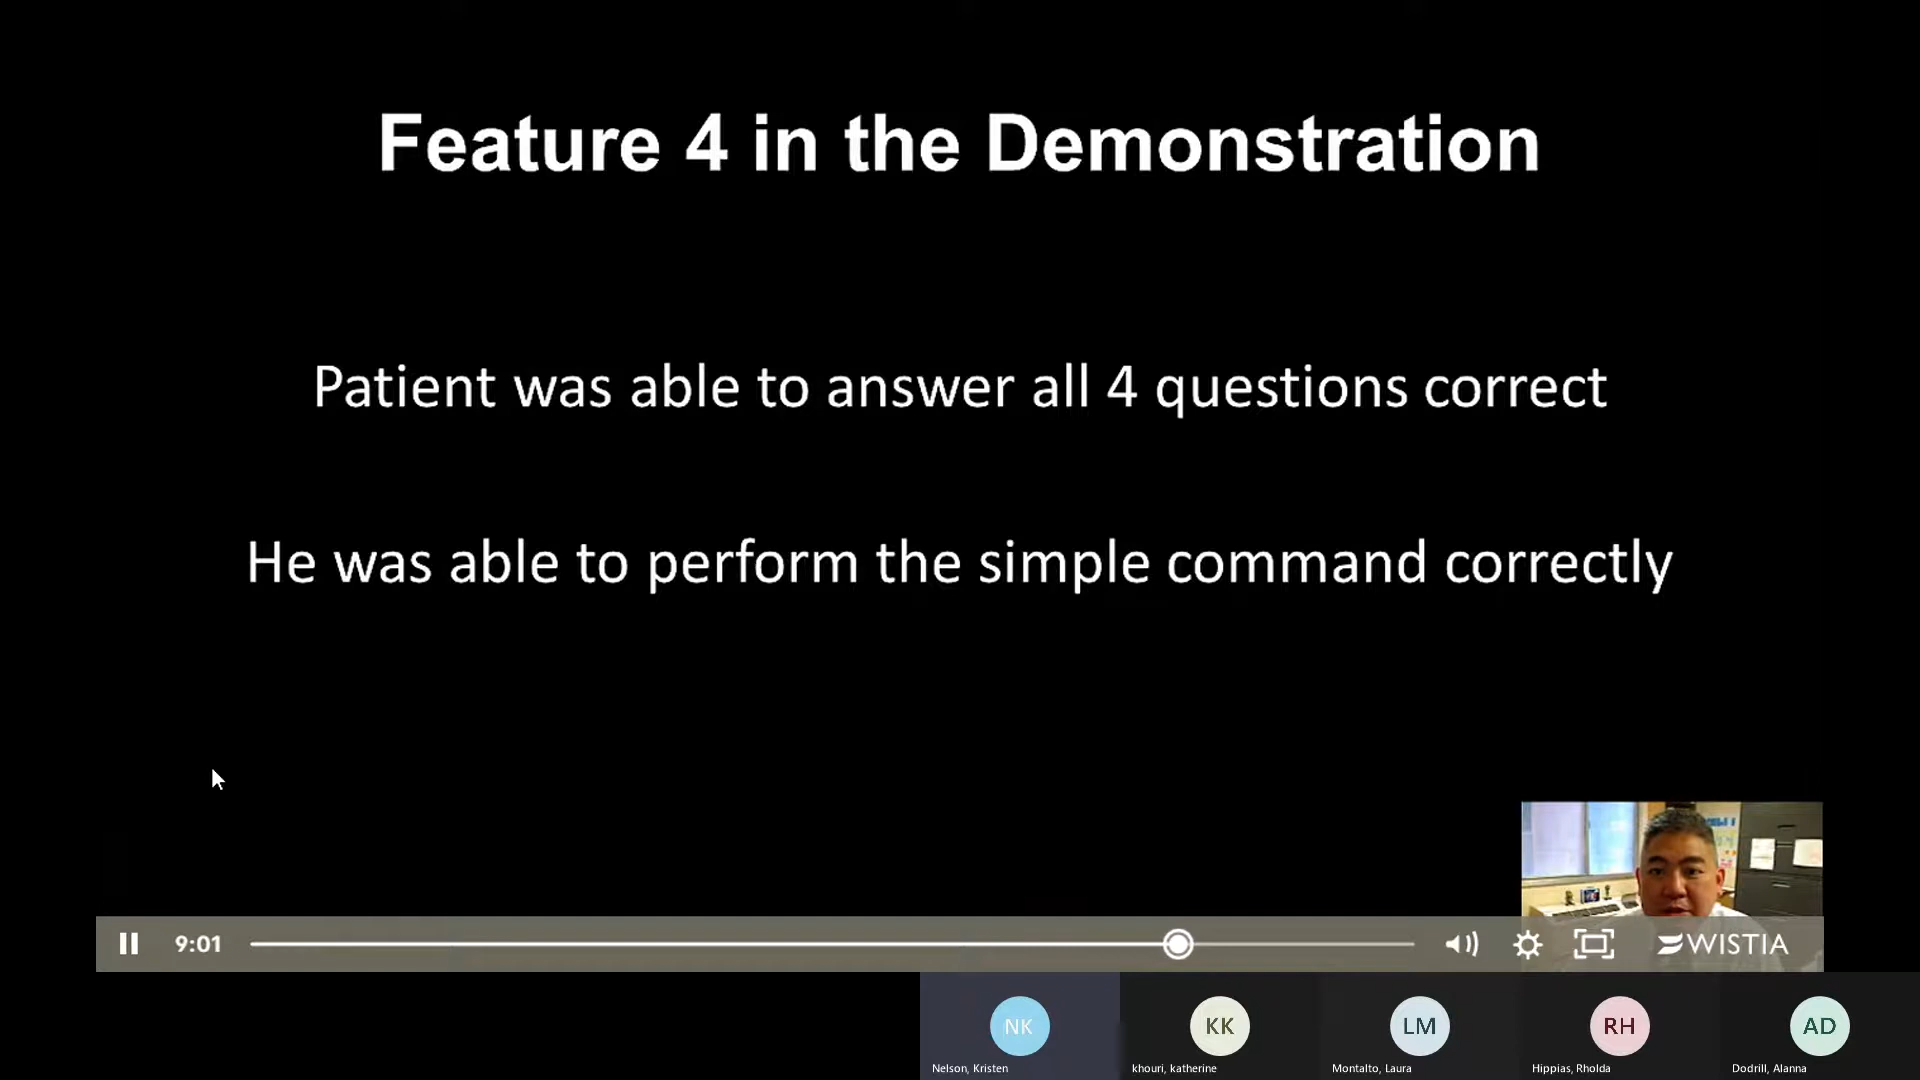 Feature 4 in the Demonstration
Patient was able to answer all 4 questions correct
He was able to perform the simple command correctly
9:01
WISTIA
NK
KK
LM
RH
AD
Nelson, Kristen
khouri, katherine
Montalto, Laura
Hippias, Rholda
Dodrill, Alanna